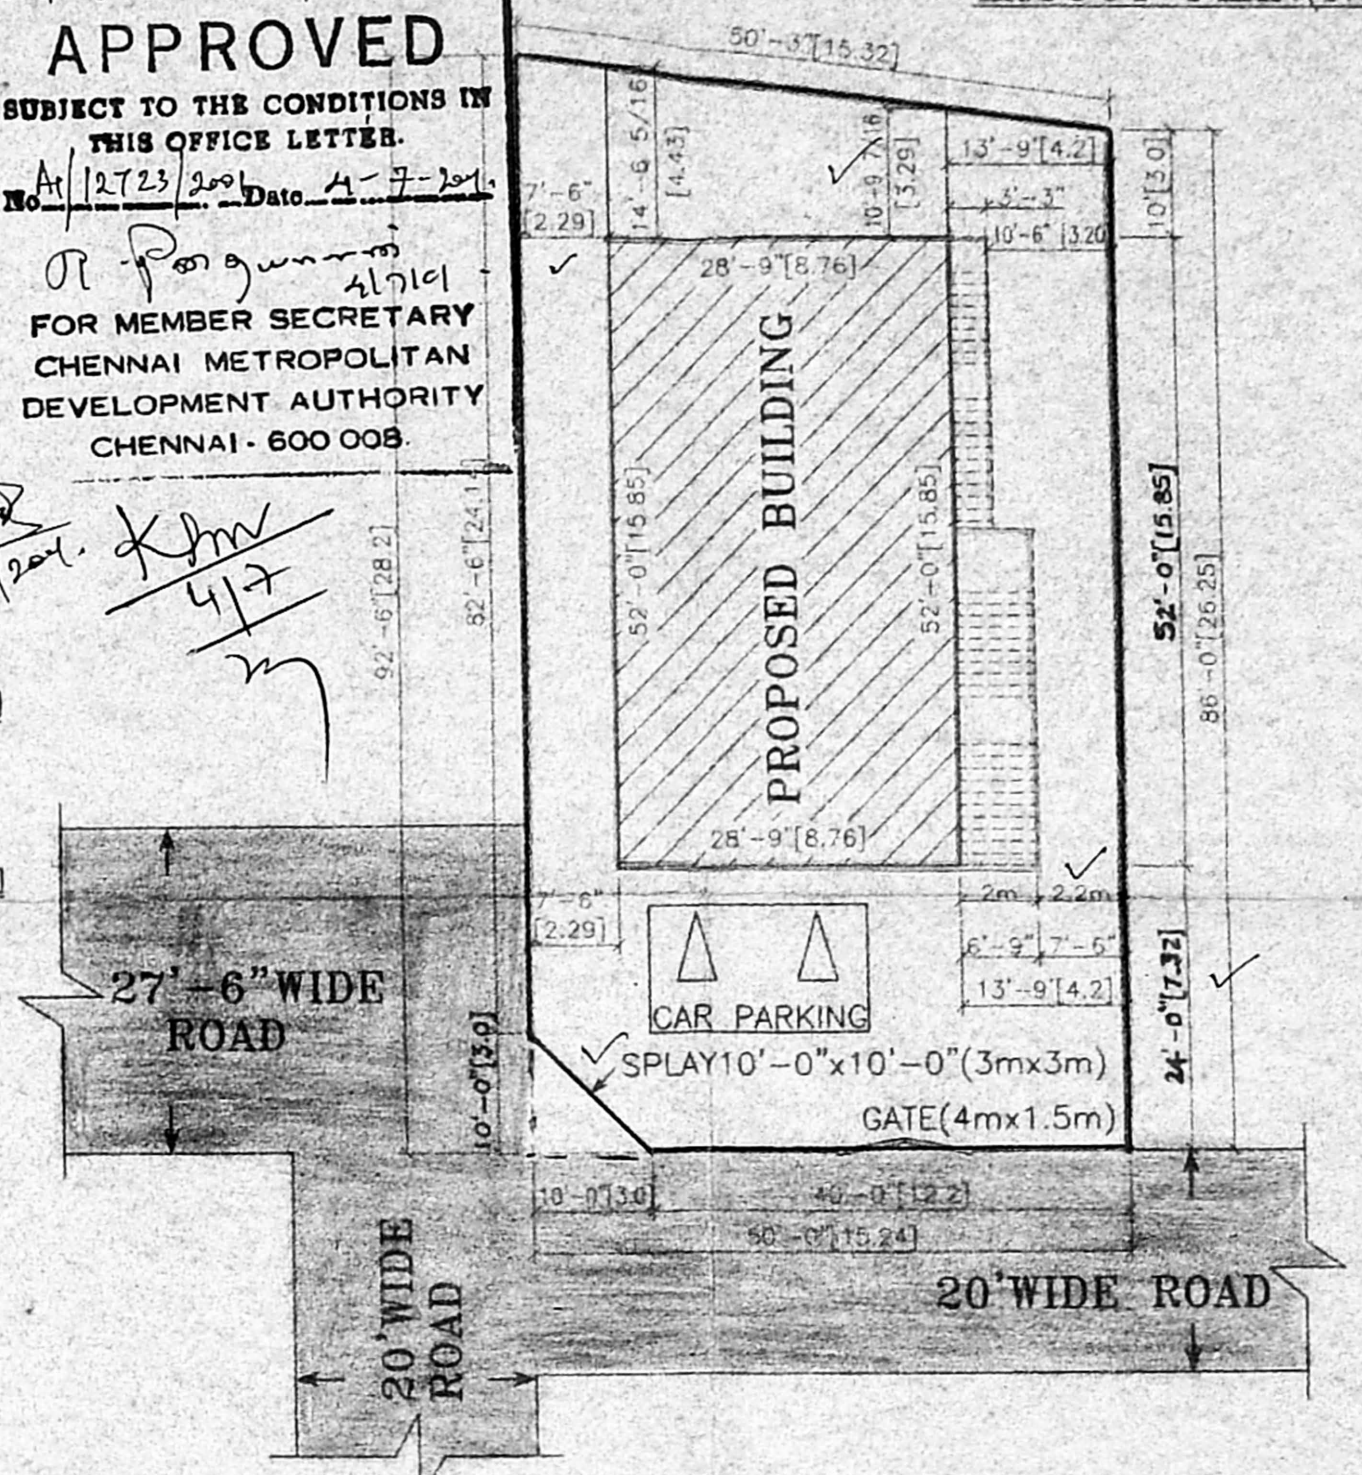 APPROVED
SUBJECT TO THE CONDITIONS IN
THIS OFFICE LETTER.
No Date 4-7-
4/7/01
FOR MEMBER SECRETARY
CHENNAI METROPOLITAN
DEVELOPMENT AUTHORITY
CHENNAI - 600 008.
4/7
50'-3"[15.32]
14'-6 5/16"
[4.43]
10'-9 7/16"
[3.29]
13'-9"[4.2]
3'-3"
10'-6" [3.20
10'[3.0]
7'-6"
[2.29]
28'-9"[8.76]
PROPOSED BUILDING
52'-0"[15.85]
52'-0"[15.85]
52'-0"[15.85]
86'-0"[26.25]
92'-6"[28.2]
82'-6"[24.14]
28'-9"[8.76]
7'-6"
[2.29]
2m 2.2m
6'-9" 7'-6"
13'-9"[4.2]
24'-0"[7.32]
CAR PARKING
27'-6" WIDE
ROAD
10'-0"[3.0]
SPLAY10'-0"x10'-0"(3mx3m)
GATE(4mx1.5m)
10'-0"[3.0]
40'-0"[12.2]
50'-0"[15.24]
20'WIDE
ROAD
20'WIDE ROAD